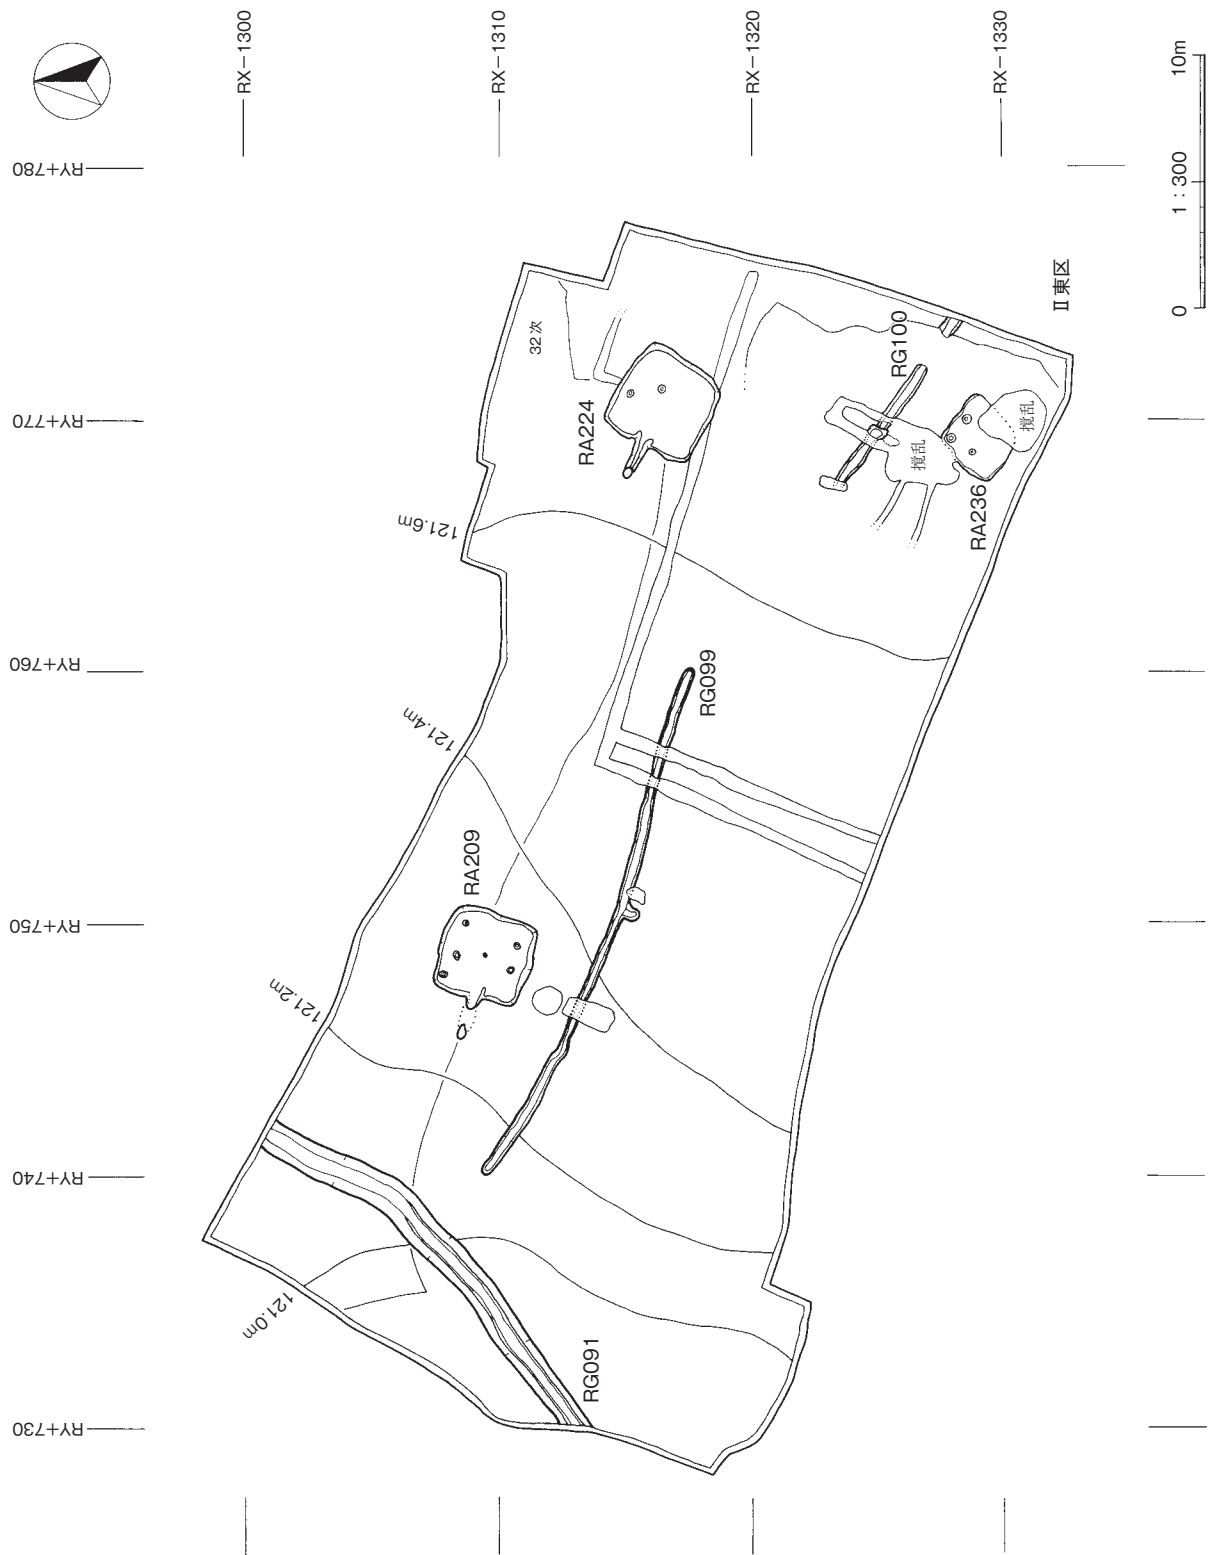 RX－1300
RX－1310
RX－1320
RX－1330
RY+780
RY+770
RY+760
RY+750
RY+740
RY+730
10m
1：300
0
Ⅱ東区
32次
RA224
RG100
撹乱
撹乱
RA236
121.6m
RG099
121.4m
RA209
121.2m
121.0m
RG091